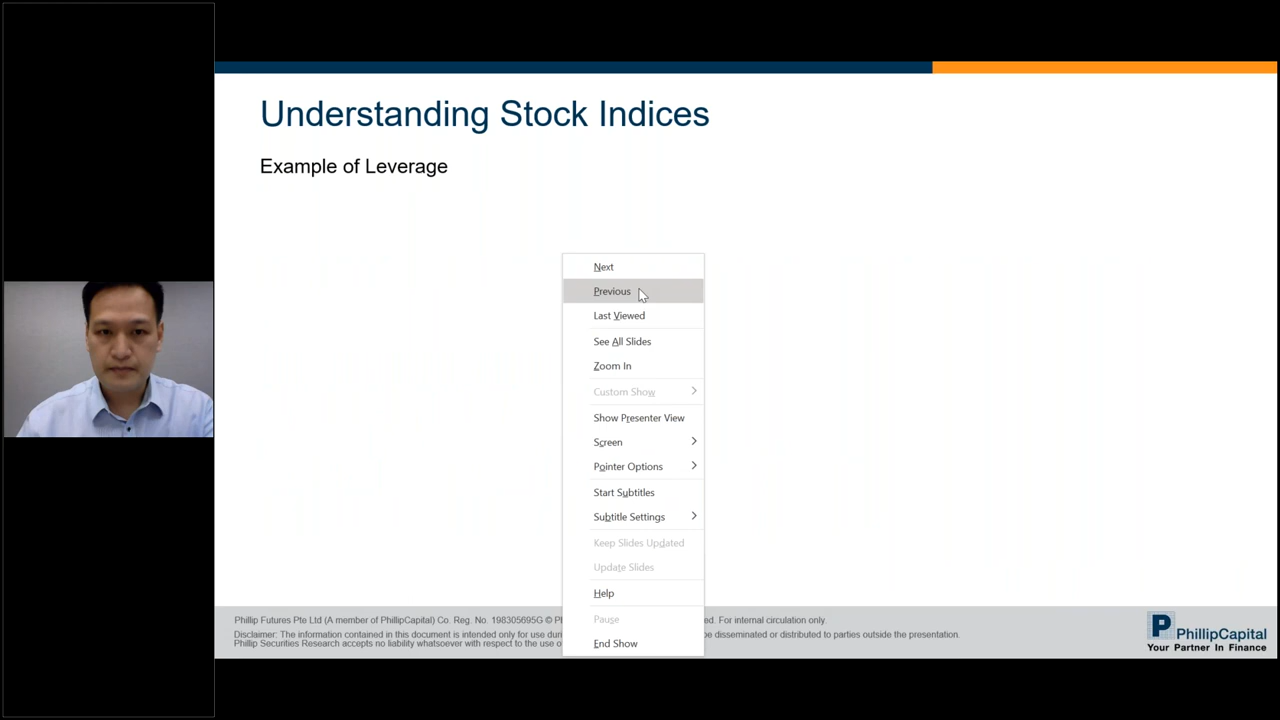 Understanding Stock Indices
Example of Leverage
Next
Previous
Last Viewed
See All Slides
Zoom In
Custom Show
Show Presenter View
Screen
Pointer Options
Start Subtitles
Subtitle Settings
Keep Slides Updated
Update Slides
Help
Pause
End Show
Phillip Futures Pte Ltd (A member of PhillipCapital) Co. Reg. No. 198305695G © P ed. For internal circulation only.
Disclaimer: The information contained in this document is intended only for use du be disseminated or distributed to parties outside the presentation.
Phillip Securities Research accepts no liability whatsoever with respect to the use o
PhillipCapital
Your Partner In Finance